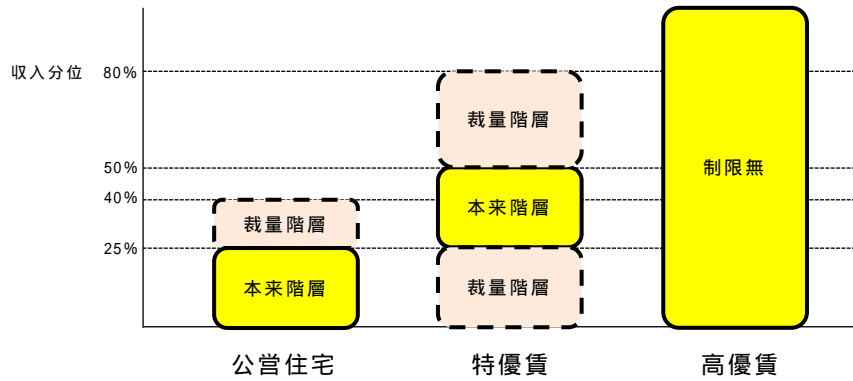 収入分位 80%
裁量階層
50%
制限無
40%
本来階層
裁量階層
25%
本来階層
裁量階層
公営住宅 特優賃 高優賃